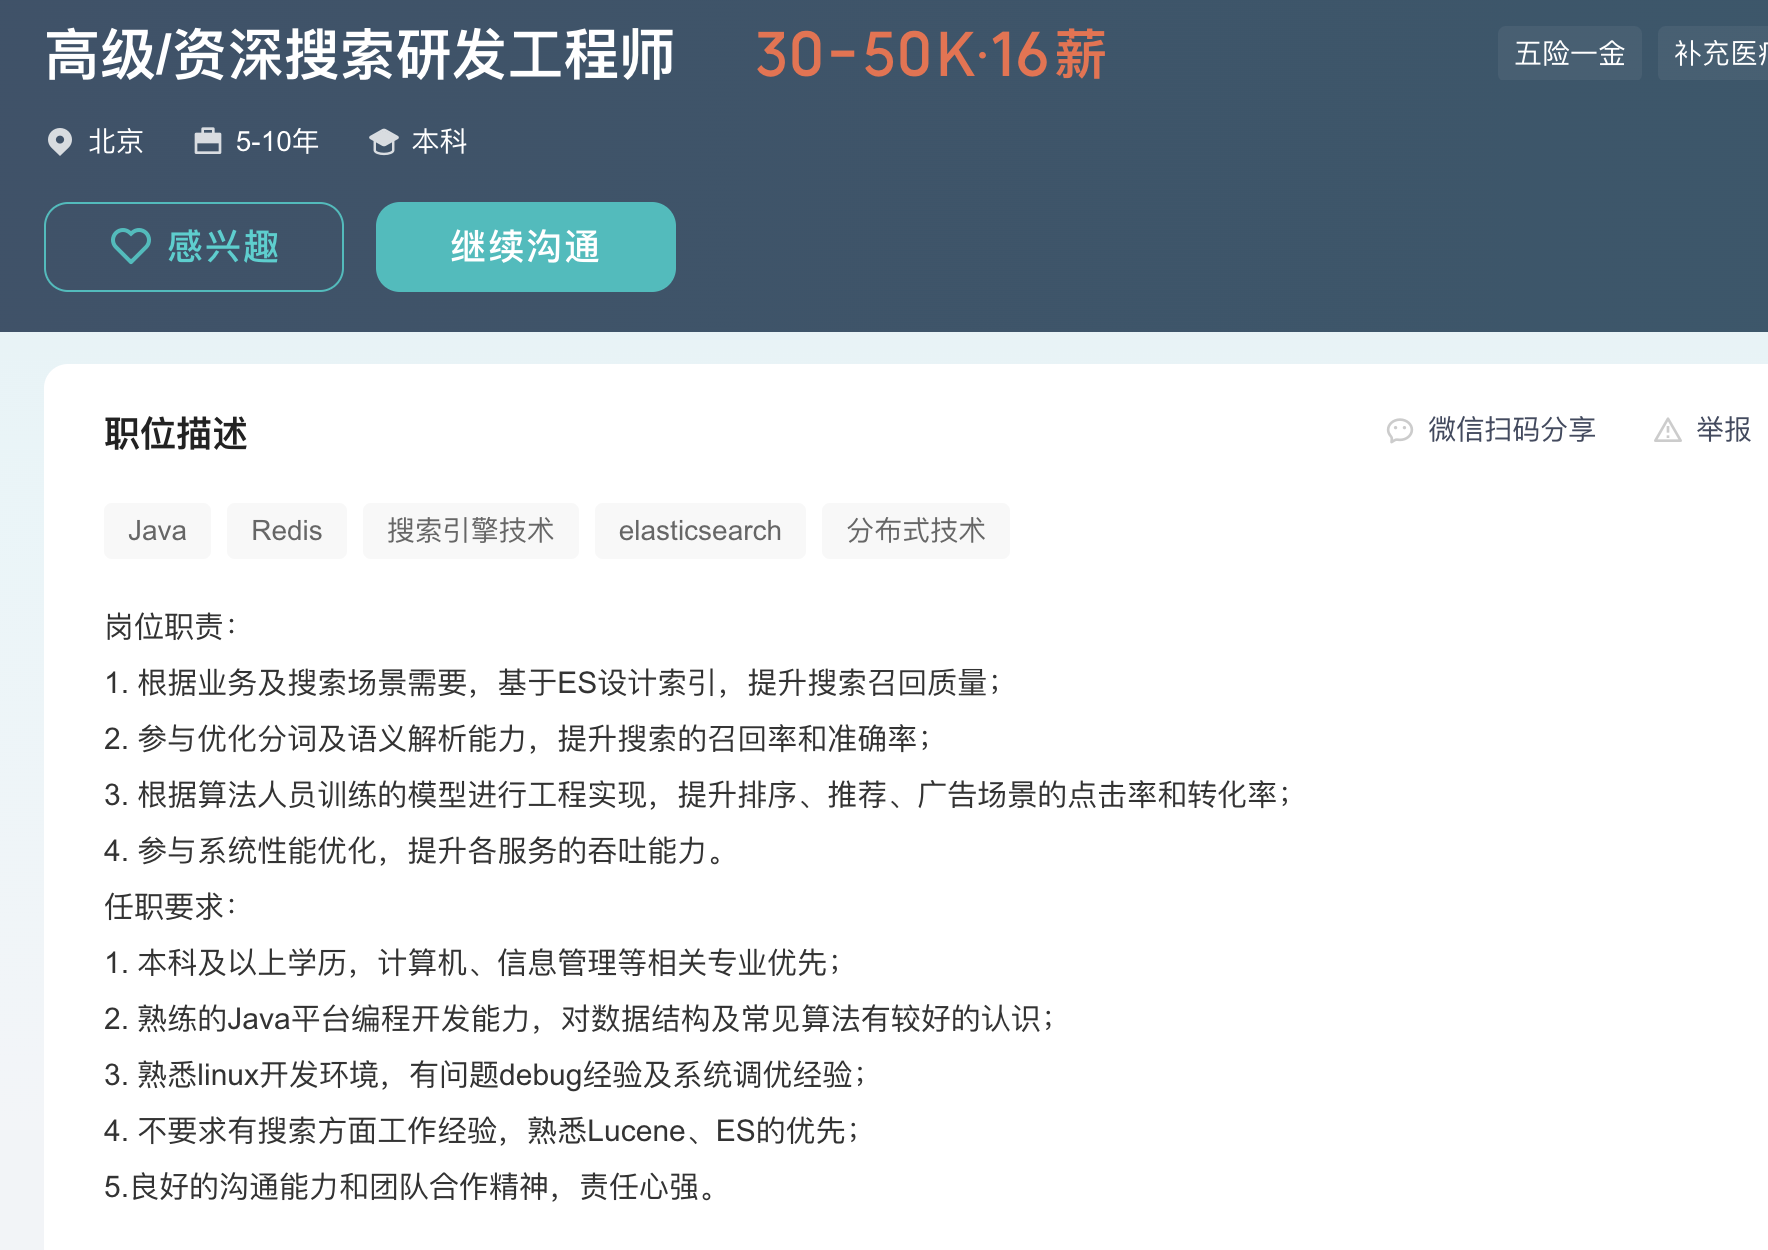 高级/资深搜索研发工程师 30-50K·16薪 五险一金 补充医疗
北京 5-10年 本科
感兴趣 继续沟通
职位描述 微信扫码分享 举报
Java Redis 搜索引擎技术 elasticsearch 分布式技术
岗位职责：
1. 根据业务及搜索场景需要，基于ES设计索引，提升搜索召回质量；
2. 参与优化分词及语义解析能力，提升搜索的召回率和准确率；
3. 根据算法人员训练的模型进行工程实现，提升排序、推荐、广告场景的点击率和转化率；
4. 参与系统性能优化，提升各服务的吞吐能力。
任职要求：
1. 本科及以上学历，计算机、信息管理等相关专业优先；
2. 熟练的Java平台编程开发能力，对数据结构及常见算法有较好的认识；
3. 熟悉linux开发环境，有问题debug经验及系统调优经验；
4. 不要求有搜索方面工作经验，熟悉Lucene、ES的优先；
5.良好的沟通能力和团队合作精神，责任心强。